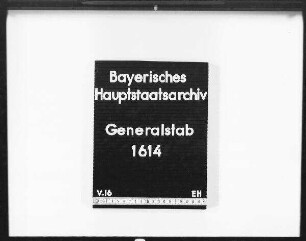 Bayerisches
Hauptstaatsarchiv
Generalstab
1614
V.16 EH